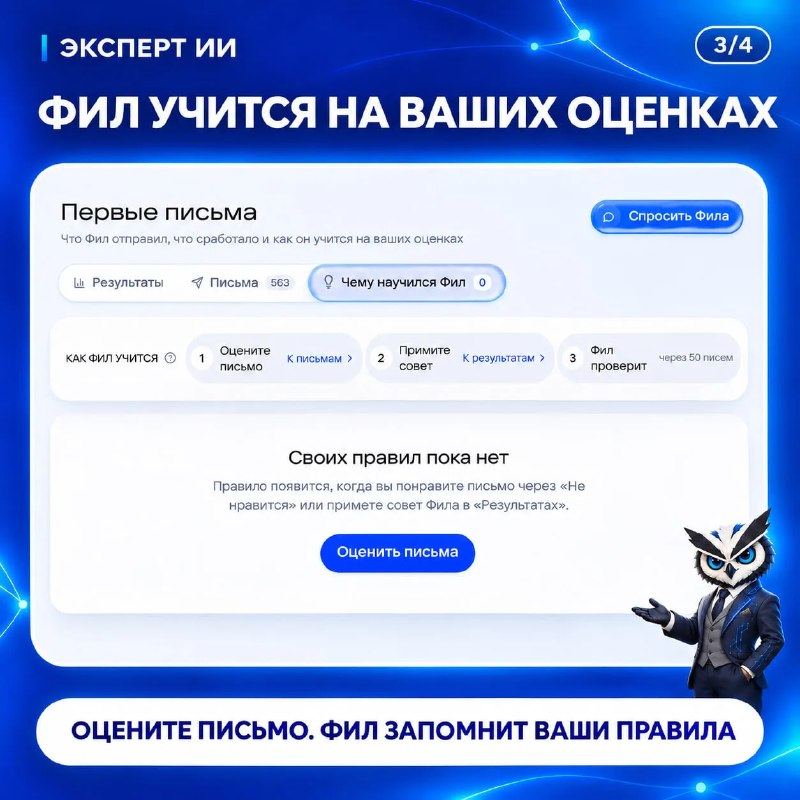 ЭКСПЕРТ ИИ
3/4
ФИЛ УЧИТСЯ НА ВАШИХ ОЦЕНКАХ
Первые письма
Спросить Фила
Что Фил отправил, что сработало и как он учится на ваших оценках
Результаты
Письма 563
Чему научился Фил 0
КАК ФИЛ УЧИТСЯ ?
1 Оцените
письмо
К письмам >
2 Примите
совет
К результатам >
3 Фил
проверит
через 50 писем
Своих правил пока нет
Правило появится, когда вы понравите письмо через «Не
нравится» или примете совет Фила в «Результатах».
Оценить письма
ОЦЕНИТЕ ПИСЬМО. ФИЛ ЗАПОМНИТ ВАШИ ПРАВИЛА